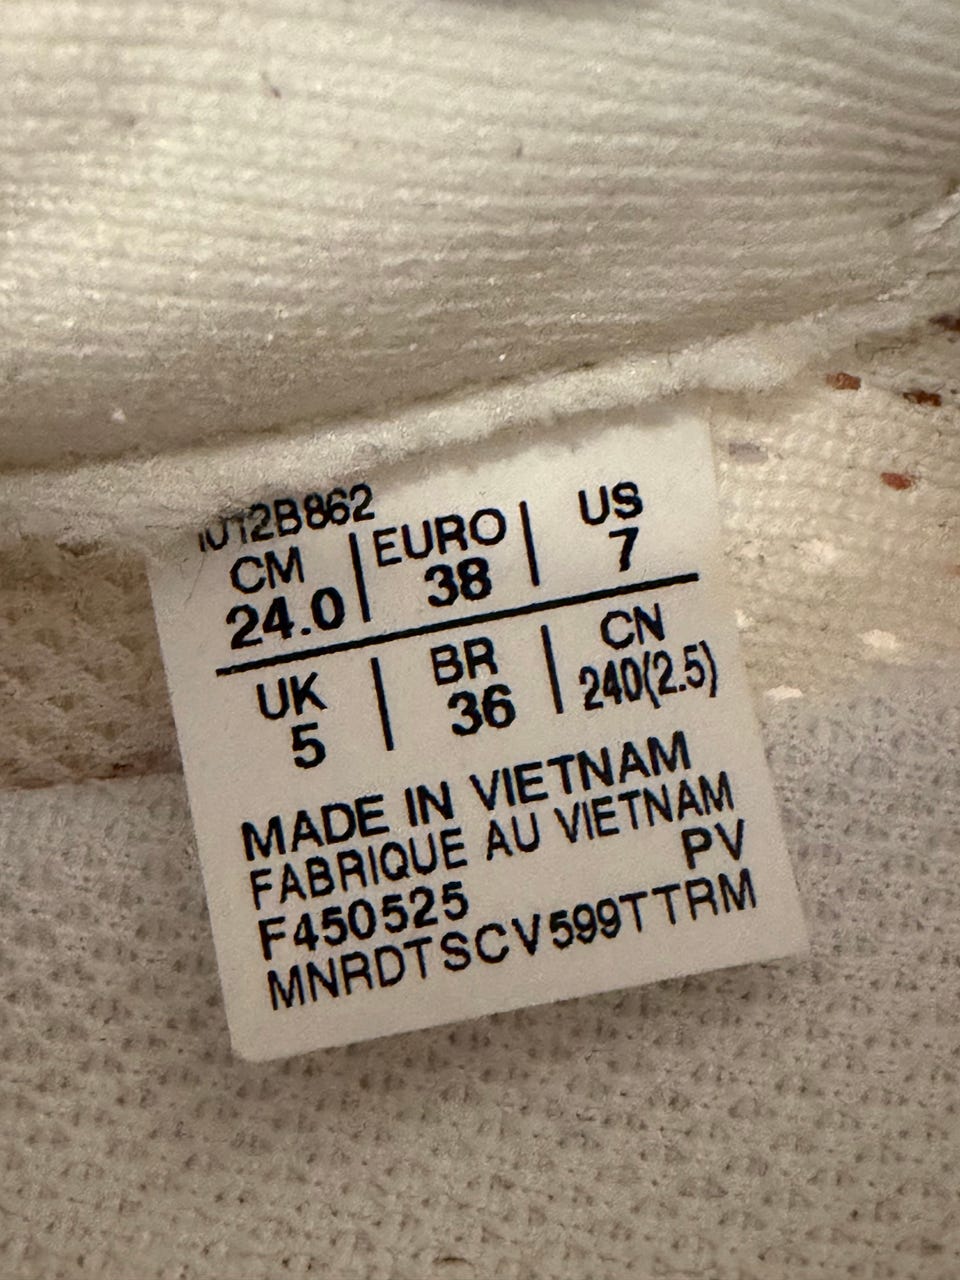 1012B862
CM EURO US
24.0 38 7
UK BR CN
5 36 240(2.5)
MADE IN VIETNAM
FABRIQUE AU VIETNAM
F450525 PV
MNRDTSCV599TTRM